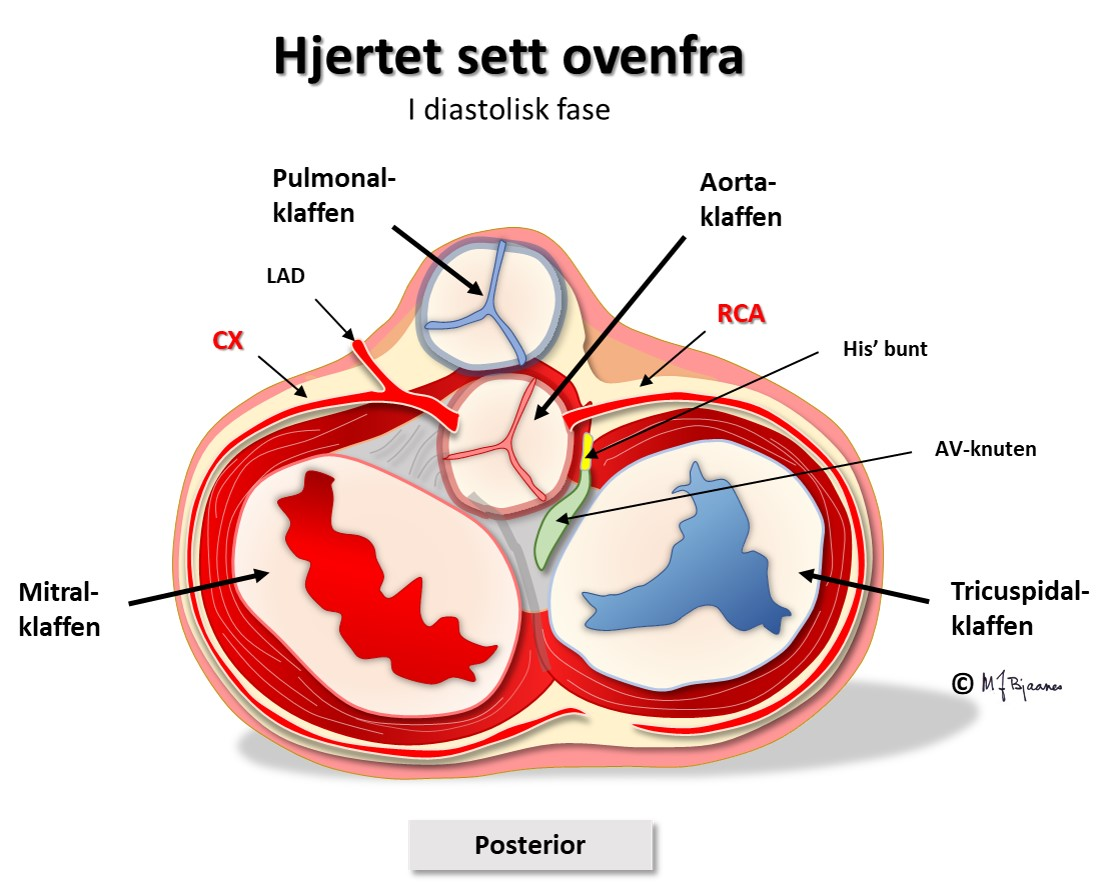 Hjertet sett ovenfra
I diastolisk fase
Pulmonal-
klaffen
Aorta-
klaffen
LAD
CX
RCA
His’ bunt
AV-knuten
Mitral-
klaffen
Tricuspidal-
klaffen
© M J Bjaanes
Posterior